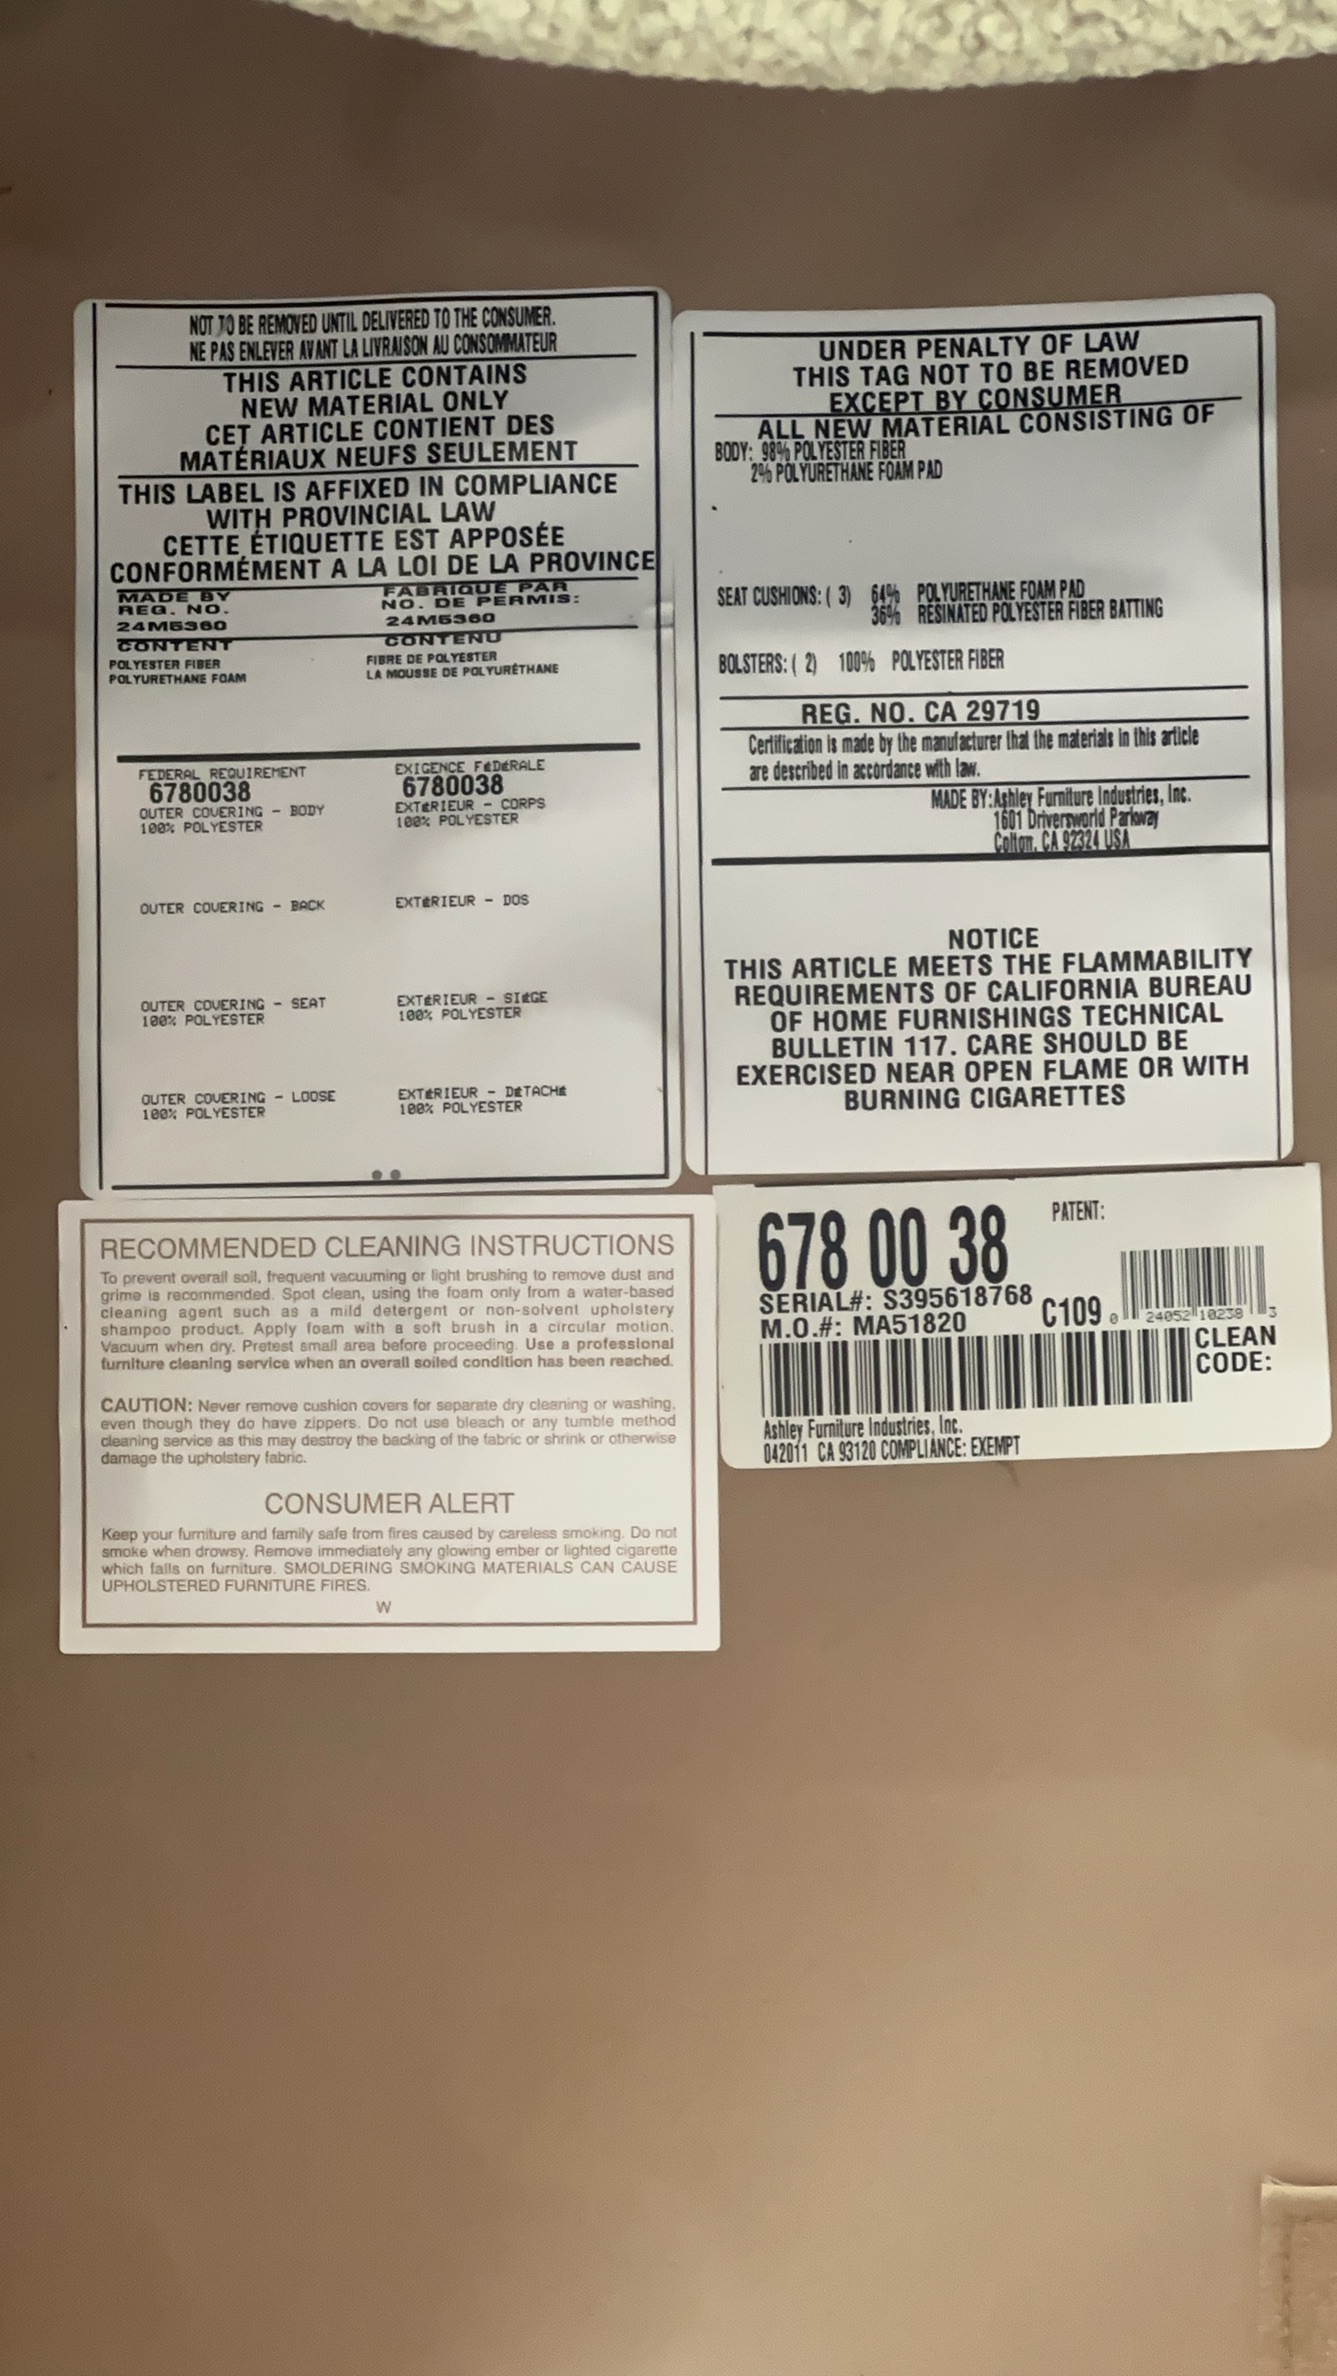 NOT TO BE REMOVED UNTIL DELIVERED TO THE CONSUMER.
NE PAS ENLEVER AVANT LA LIVRAISON AU CONSOMMATEUR
THIS ARTICLE CONTAINS
NEW MATERIAL ONLY
CET ARTICLE CONTIENT DES
MATÉRIAUX NEUFS SEULEMENT
THIS LABEL IS AFFIXED IN COMPLIANCE
WITH PROVINCIAL LAW
CETTE ÉTIQUETTE EST APPOSÉE
CONFORMÉMENT A LA LOI DE LA PROVINCE
MADE BY FABRIQUÉ PAR
REG. NO. NO. DE PERMIS:
24M5360 24M5360
CONTENT CONTENU
POLYESTER FIBER FIBRE DE POLYESTER
POLYURETHANE FOAM LA MOUSSE DE POLYURÉTHANE
FEDERAL REQUIREMENT EXIGENCE FÉDÉRALE
6780038 6780038
OUTER COVERING - BODY EXTÉRIEUR - CORPS
100% POLYESTER 100% POLYESTER
OUTER COVERING - BACK EXTÉRIEUR - DOS
OUTER COVERING - SEAT EXTÉRIEUR - SIÉGE
100% POLYESTER 100% POLYESTER
OUTER COVERING - LOOSE EXTÉRIEUR - DÉTACHÉ
100% POLYESTER 100% POLYESTER
UNDER PENALTY OF LAW
THIS TAG NOT TO BE REMOVED
EXCEPT BY CONSUMER
ALL NEW MATERIAL CONSISTING OF
BODY: 98% POLYESTER FIBER
2% POLYURETHANE FOAM PAD
SEAT CUSHIONS: ( 3) 64% POLYURETHANE FOAM PAD
36% RESINATED POLYESTER FIBER BATTING
BOLSTERS: ( 2) 100% POLYESTER FIBER
REG. NO. CA 29719
Certification is made by the manufacturer that the materials in this article
are described in accordance with law.
MADE BY:Ashley Furniture Industries, Inc.
1601 Driversworld Parkway
Colton, CA 92324 USA
NOTICE
THIS ARTICLE MEETS THE FLAMMABILITY
REQUIREMENTS OF CALIFORNIA BUREAU
OF HOME FURNISHINGS TECHNICAL
BULLETIN 117. CARE SHOULD BE
EXERCISED NEAR OPEN FLAME OR WITH
BURNING CIGARETTES
RECOMMENDED CLEANING INSTRUCTIONS
To prevent overall soil, frequent vacuuming or light brushing to remove dust and
grime is recommended. Spot clean, using the foam only from a water-based
cleaning agent such as a mild detergent or non-solvent upholstery
shampoo product. Apply foam with a soft brush in a circular motion.
Vacuum when dry. Pretest small area before proceeding. Use a professional
furniture cleaning service when an overall soiled condition has been reached.
CAUTION: Never remove cushion covers for separate dry cleaning or washing,
even though they do have zippers. Do not use bleach or any tumble method
cleaning service as this may destroy the backing of the fabric or shrink or otherwise
damage the upholstery fabric.
CONSUMER ALERT
Keep your furniture and family safe from fires caused by careless smoking. Do not
smoke when drowsy. Remove immediately any glowing ember or lighted cigarette
which falls on furniture. SMOLDERING SMOKING MATERIALS CAN CAUSE
UPHOLSTERED FURNITURE FIRES.
W
678 00 38 PATENT:
SERIAL#: S395618768
M.O.#: MA51820 C109 0 24052 10238 3
CLEAN
CODE:
Ashley Furniture Industries, Inc.
042011 CA 93120 COMPLIANCE: EXEMPT